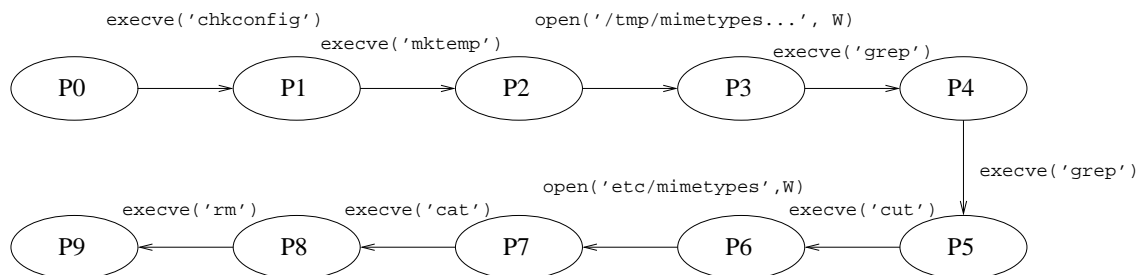 execve('chkconfig')
open('/tmp/mimetypes...', W)
execve('mktemp')
execve('grep')
P0
P1
P2
P3
P4
execve('grep')
open('etc/mimetypes',W)
execve('rm')
execve('cat')
execve('cut')
P9
P8
P7
P6
P5